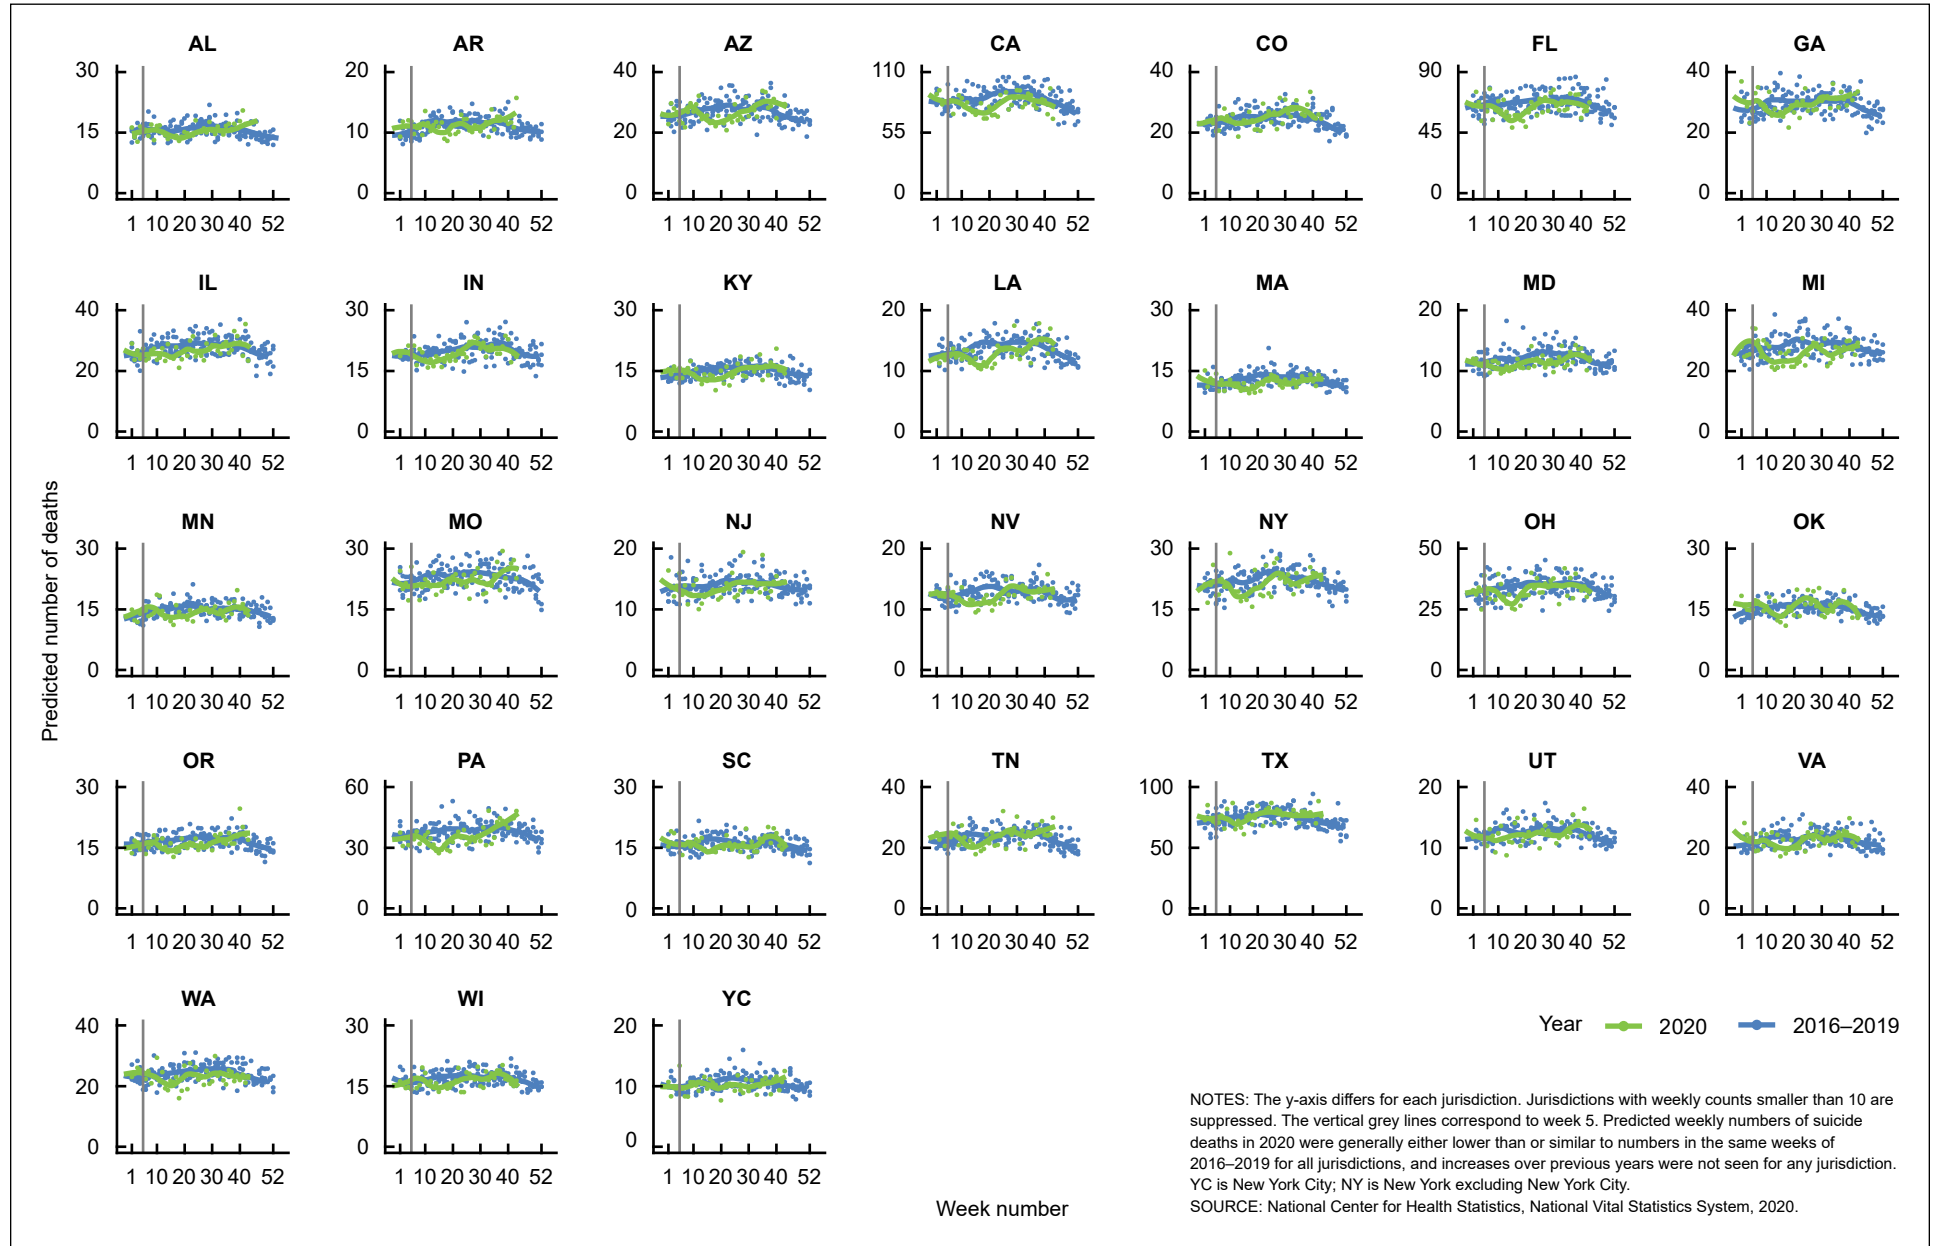 AL AR AZ CA CO FL GA
30 20 40 110 40 90 40
15 10 20 55 20 45 20
0 0 0 0 0 0 0
1 10 20 30 40 52 1 10 20 30 40 52 1 10 20 30 40 52 1 10 20 30 40 52 1 10 20 30 40 52 1 10 20 30 40 52 1 10 20 30 40 52
IL IN KY LA MA MD MI
40 30 30 20 30 20 40
20 15 15 10 15 10 20
0 0 0 0 0 0 0
1 10 20 30 40 52 1 10 20 30 40 52 1 10 20 30 40 52 1 10 20 30 40 52 1 10 20 30 40 52 1 10 20 30 40 52 1 10 20 30 40 52
Predicted number of deaths
MN MO NJ NV NY OH OK
30 30 20 20 30 50 30
15 15 10 10 15 25 15
0 0 0 0 0 0 0
1 10 20 30 40 52 1 10 20 30 40 52 1 10 20 30 40 52 1 10 20 30 40 52 1 10 20 30 40 52 1 10 20 30 40 52 1 10 20 30 40 52
OR PA SC TN TX UT VA
30 60 30 40 100 20 40
15 30 15 20 50 10 20
0 0 0 0 0 0 0
1 10 20 30 40 52 1 10 20 30 40 52 1 10 20 30 40 52 1 10 20 30 40 52 1 10 20 30 40 52 1 10 20 30 40 52 1 10 20 30 40 52
WA WI YC
40 30 20
20 15 10
0 0 0
1 10 20 30 40 52 1 10 20 30 40 52 1 10 20 30 40 52
Week number
Year 2020 2016–2019
NOTES: The y-axis differs for each jurisdiction. Jurisdictions with weekly counts smaller than 10 are
suppressed. The vertical grey lines correspond to week 5. Predicted weekly numbers of suicide
deaths in 2020 were generally either lower than or similar to numbers in the same weeks of
2016–2019 for all jurisdictions, and increases over previous years were not seen for any jurisdiction.
YC is New York City; NY is New York excluding New York City.
SOURCE: National Center for Health Statistics, National Vital Statistics System, 2020.